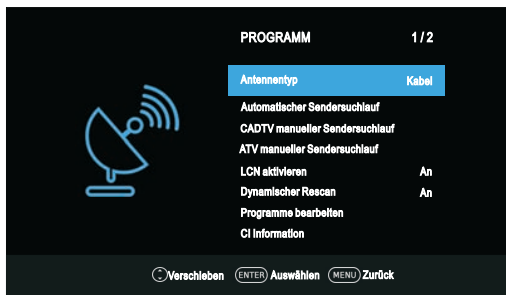 PROGRAMM 1 / 2
Antennentyp Kabel
Automatischer Sendersuchlauf
CADTV manueller Sendersuchlauf
ATV manueller Sendersuchlauf
LCN aktivieren An
Dynamischer Rescan An
Programme bearbeiten
CI Information
Verschieben ENTER Auswählen MENU Zurück